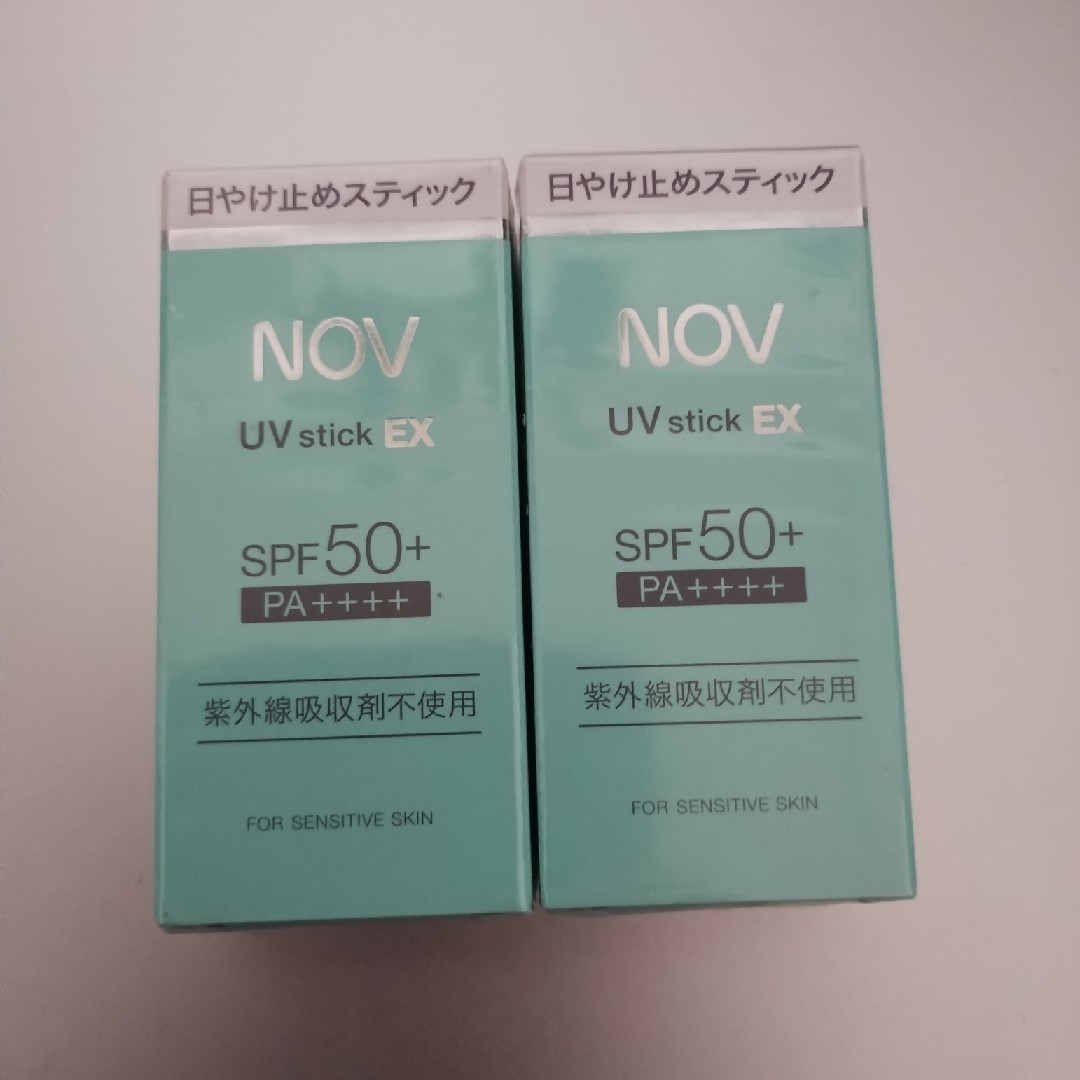 日やけ止めスティック
NOV
UV stick EX
SPF50+
PA++++
紫外線吸収剤不使用
FOR SENSITIVE SKIN
日やけ止めスティック
NOV
UV stick EX
SPF50+
PA++++
紫外線吸収剤不使用
FOR SENSITIVE SKIN